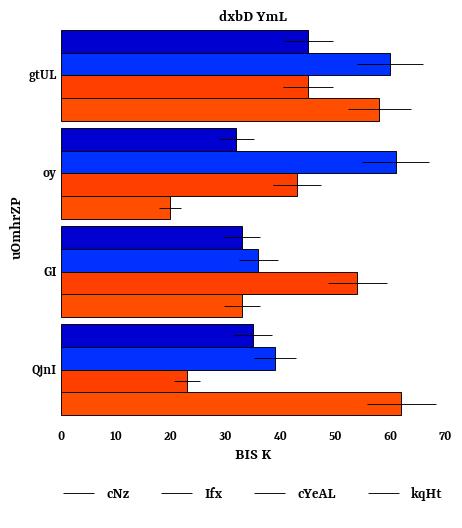 dxbD YmL
gtUL
oy
GI
QjnI
uOmhrZP
0 10 20 30 40 50 60 70
BIS K
cNz Ifx cYeAL kqHt